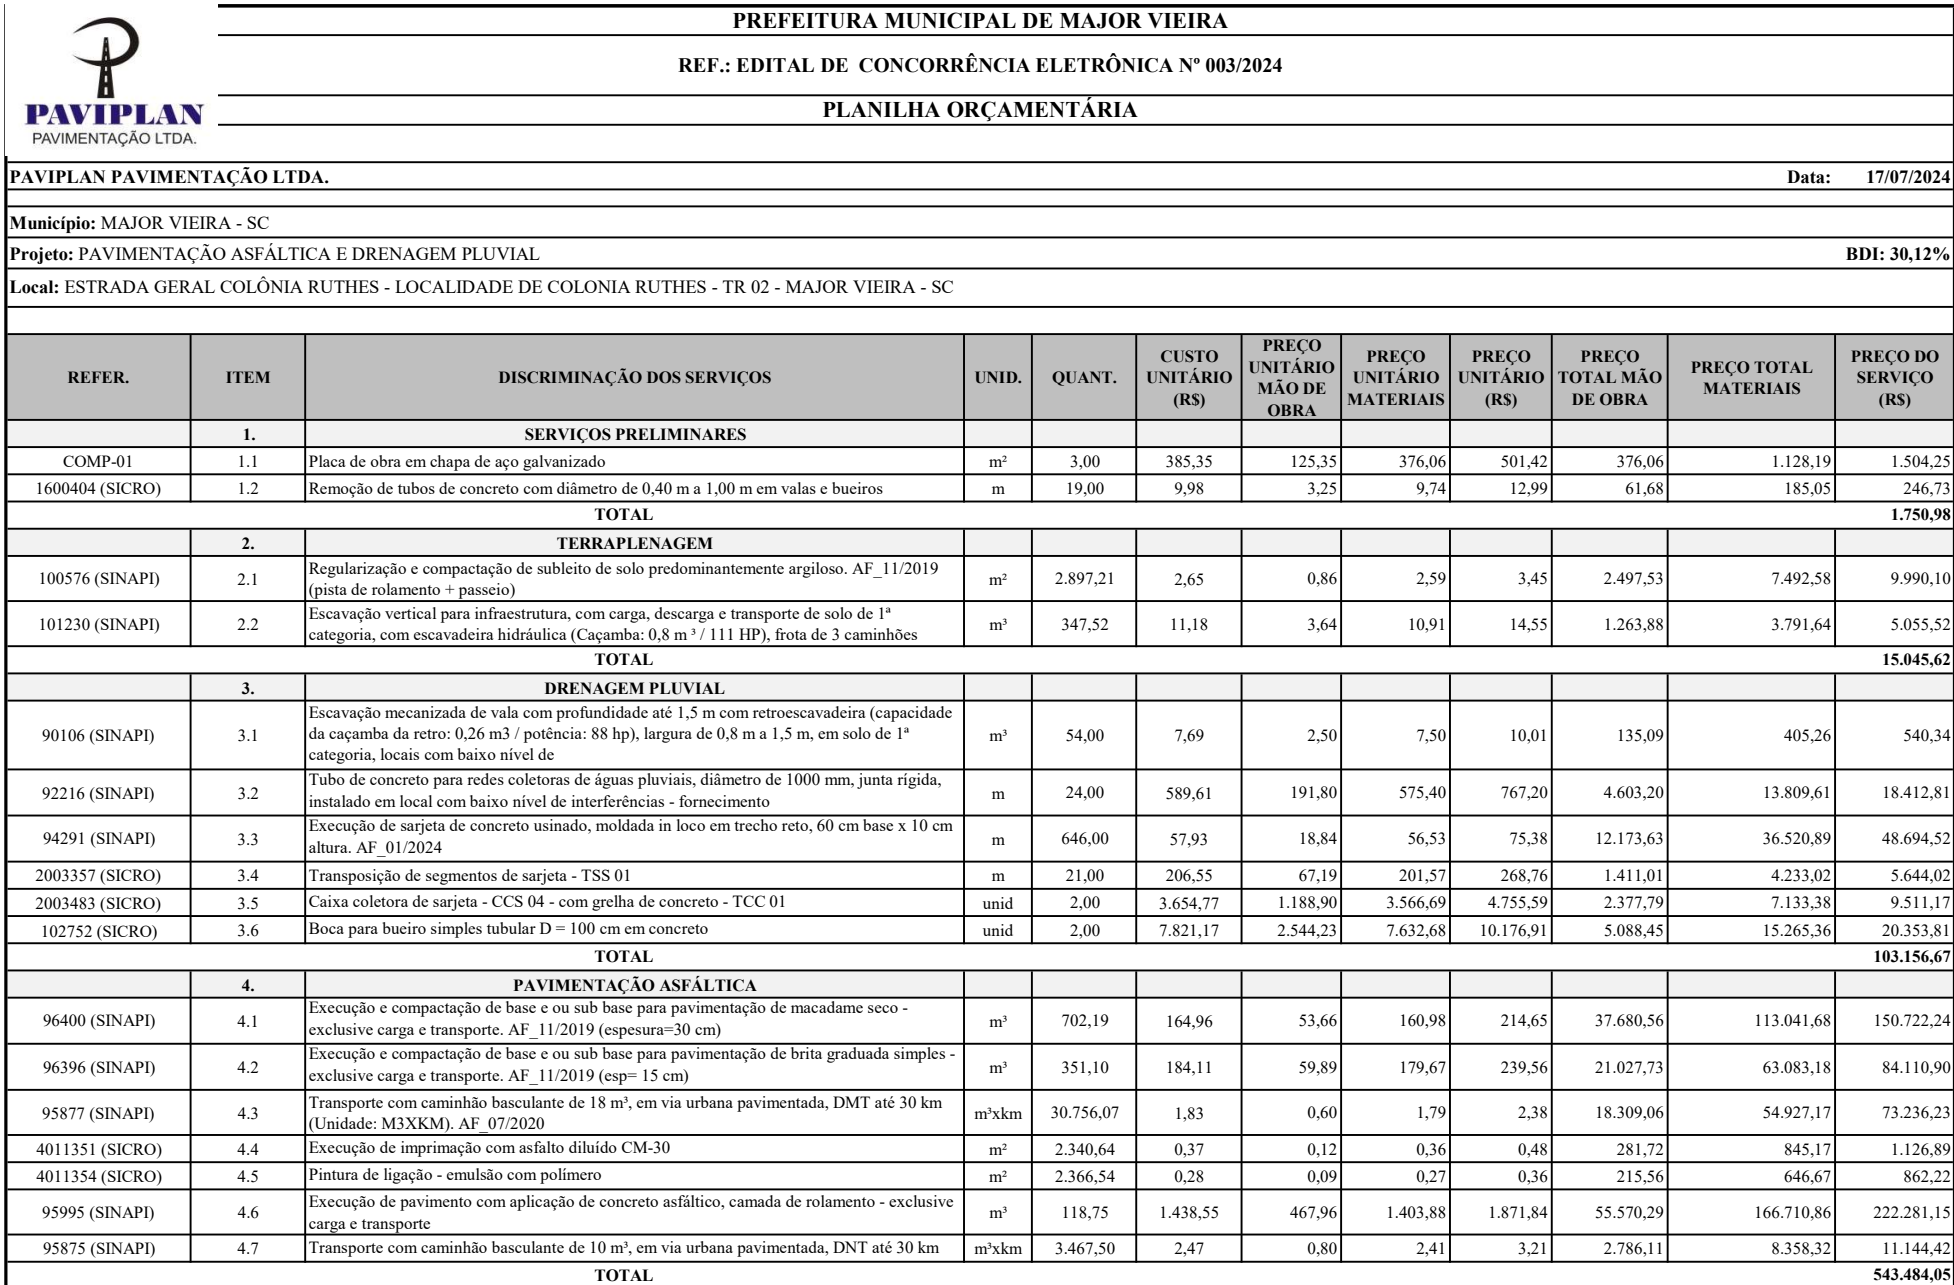 PREFEITURA MUNICIPAL DE MAJOR VIEIRA
REF.: EDITAL DE CONCORRÊNCIA ELETRÔNICA Nº 003/2024
PLANILHA ORÇAMENTÁRIA
PAVIPLAN
PAVIMENTAÇÃO LTDA.
PAVIPLAN PAVIMENTAÇÃO LTDA. Data: 17/07/2024
Município: MAJOR VIEIRA - SC
Projeto: PAVIMENTAÇÃO ASFÁLTICA E DRENAGEM PLUVIAL BDI: 30,12%
Local: ESTRADA GERAL COLÔNIA RUTHES - LOCALIDADE DE COLONIA RUTHES - TR 02 - MAJOR VIEIRA - SC
REFER. ITEM DISCRIMINAÇÃO DOS SERVIÇOS UNID. QUANT. CUSTO UNITÁRIO (R$) PREÇO UNITÁRIO MÃO DE OBRA PREÇO UNITÁRIO MATERIAIS PREÇO UNITÁRIO (R$) PREÇO TOTAL MÃO DE OBRA PREÇO TOTAL MATERIAIS PREÇO DO SERVIÇO (R$)
1. SERVIÇOS PRELIMINARES
COMP-01 1.1 Placa de obra em chapa de aço galvanizado m² 3,00 385,35 125,35 376,06 501,42 376,06 1.128,19 1.504,25
1600404 (SICRO) 1.2 Remoção de tubos de concreto com diâmetro de 0,40 m a 1,00 m em valas e bueiros m 19,00 9,98 3,25 9,74 12,99 61,68 185,05 246,73
TOTAL 1.750,98
2. TERRAPLENAGEM
100576 (SINAPI) 2.1 Regularização e compactação de subleito de solo predominantemente argiloso. AF_11/2019
(pista de rolamento + passeio) m² 2.897,21 2,65 0,86 2,59 3,45 2.497,53 7.492,58 9.990,10
101230 (SINAPI) 2.2 Escavação vertical para infraestrutura, com carga, descarga e transporte de solo de 1ª
categoria, com escavadeira hidráulica (Caçamba: 0,8 m ³ / 111 HP), frota de 3 caminhões m³ 347,52 11,18 3,64 10,91 14,55 1.263,88 3.791,64 5.055,52
TOTAL 15.045,62
3. DRENAGEM PLUVIAL
90106 (SINAPI) 3.1 Escavação mecanizada de vala com profundidade até 1,5 m com retroescavadeira (capacidade
da caçamba da retro: 0,26 m3 / potência: 88 hp), largura de 0,8 m a 1,5 m, em solo de 1ª
categoria, locais com baixo nível de m³ 54,00 7,69 2,50 7,50 10,01 135,09 405,26 540,34
92216 (SINAPI) 3.2 Tubo de concreto para redes coletoras de águas pluviais, diâmetro de 1000 mm, junta rígida,
instalado em local com baixo nível de interferências - fornecimento m 24,00 589,61 191,80 575,40 767,20 4.603,20 13.809,61 18.412,81
94291 (SINAPI) 3.3 Execução de sarjeta de concreto usinado, moldada in loco em trecho reto, 60 cm base x 10 cm
altura. AF_01/2024 m 646,00 57,93 18,84 56,53 75,38 12.173,63 36.520,89 48.694,52
2003357 (SICRO) 3.4 Transposição de segmentos de sarjeta - TSS 01 m 21,00 206,55 67,19 201,57 268,76 1.411,01 4.233,02 5.644,02
2003483 (SICRO) 3.5 Caixa coletora de sarjeta - CCS 04 - com grelha de concreto - TCC 01 unid 2,00 3.654,77 1.188,90 3.566,69 4.755,59 2.377,79 7.133,38 9.511,17
102752 (SICRO) 3.6 Boca para bueiro simples tubular D = 100 cm em concreto unid 2,00 7.821,17 2.544,23 7.632,68 10.176,91 5.088,45 15.265,36 20.353,81
TOTAL 103.156,67
4. PAVIMENTAÇÃO ASFÁLTICA
96400 (SINAPI) 4.1 Execução e compactação de base e ou sub base para pavimentação de macadame seco -
exclusive carga e transporte. AF_11/2019 (espesura=30 cm) m³ 702,19 164,96 53,66 160,98 214,65 37.680,56 113.041,68 150.722,24
96396 (SINAPI) 4.2 Execução e compactação de base e ou sub base para pavimentação de brita graduada simples -
exclusive carga e transporte. AF_11/2019 (esp= 15 cm) m³ 351,10 184,11 59,89 179,67 239,56 21.027,73 63.083,18 84.110,90
95877 (SINAPI) 4.3 Transporte com caminhão basculante de 18 m³, em via urbana pavimentada, DMT até 30 km
(Unidade: M3XKM). AF_07/2020 m³xkm 30.756,07 1,83 0,60 1,79 2,38 18.309,06 54.927,17 73.236,23
4011351 (SICRO) 4.4 Execução de imprimação com asfalto diluído CM-30 m² 2.340,64 0,37 0,12 0,36 0,48 281,72 845,17 1.126,89
4011354 (SICRO) 4.5 Pintura de ligação - emulsão com polímero m² 2.366,54 0,28 0,09 0,27 0,36 215,56 646,67 862,22
95995 (SINAPI) 4.6 Execução de pavimento com aplicação de concreto asfáltico, camada de rolamento - exclusive
carga e transporte m³ 118,75 1.438,55 467,96 1.403,88 1.871,84 55.570,29 166.710,86 222.281,15
95875 (SINAPI) 4.7 Transporte com caminhão basculante de 10 m³, em via urbana pavimentada, DNT até 30 km m³xkm 3.467,50 2,47 0,80 2,41 3,21 2.786,11 8.358,32 11.144,42
TOTAL 543.484,05